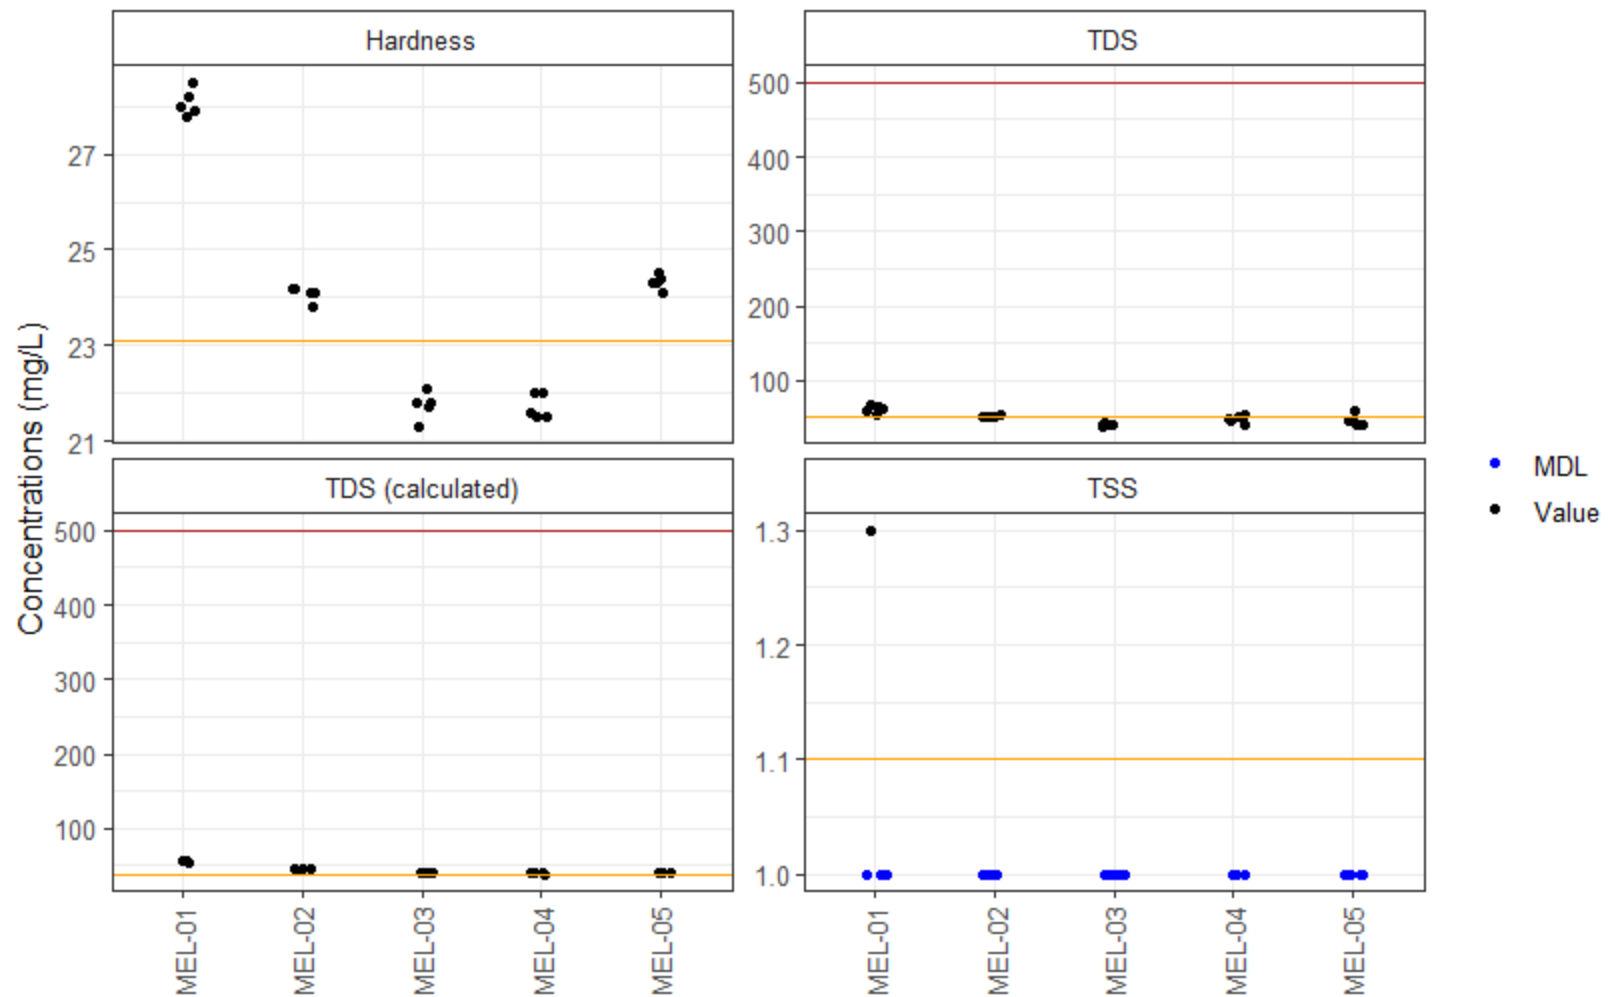 Hardness
TDS
27
25
23
21
500
400
300
200
100
Concentrations (mg/L)
TDS (calculated)
TSS
500
400
300
200
100
1.3
1.2
1.1
1.0
MDL
Value
MEL-01
MEL-02
MEL-03
MEL-04
MEL-05
MEL-01
MEL-02
MEL-03
MEL-04
MEL-05